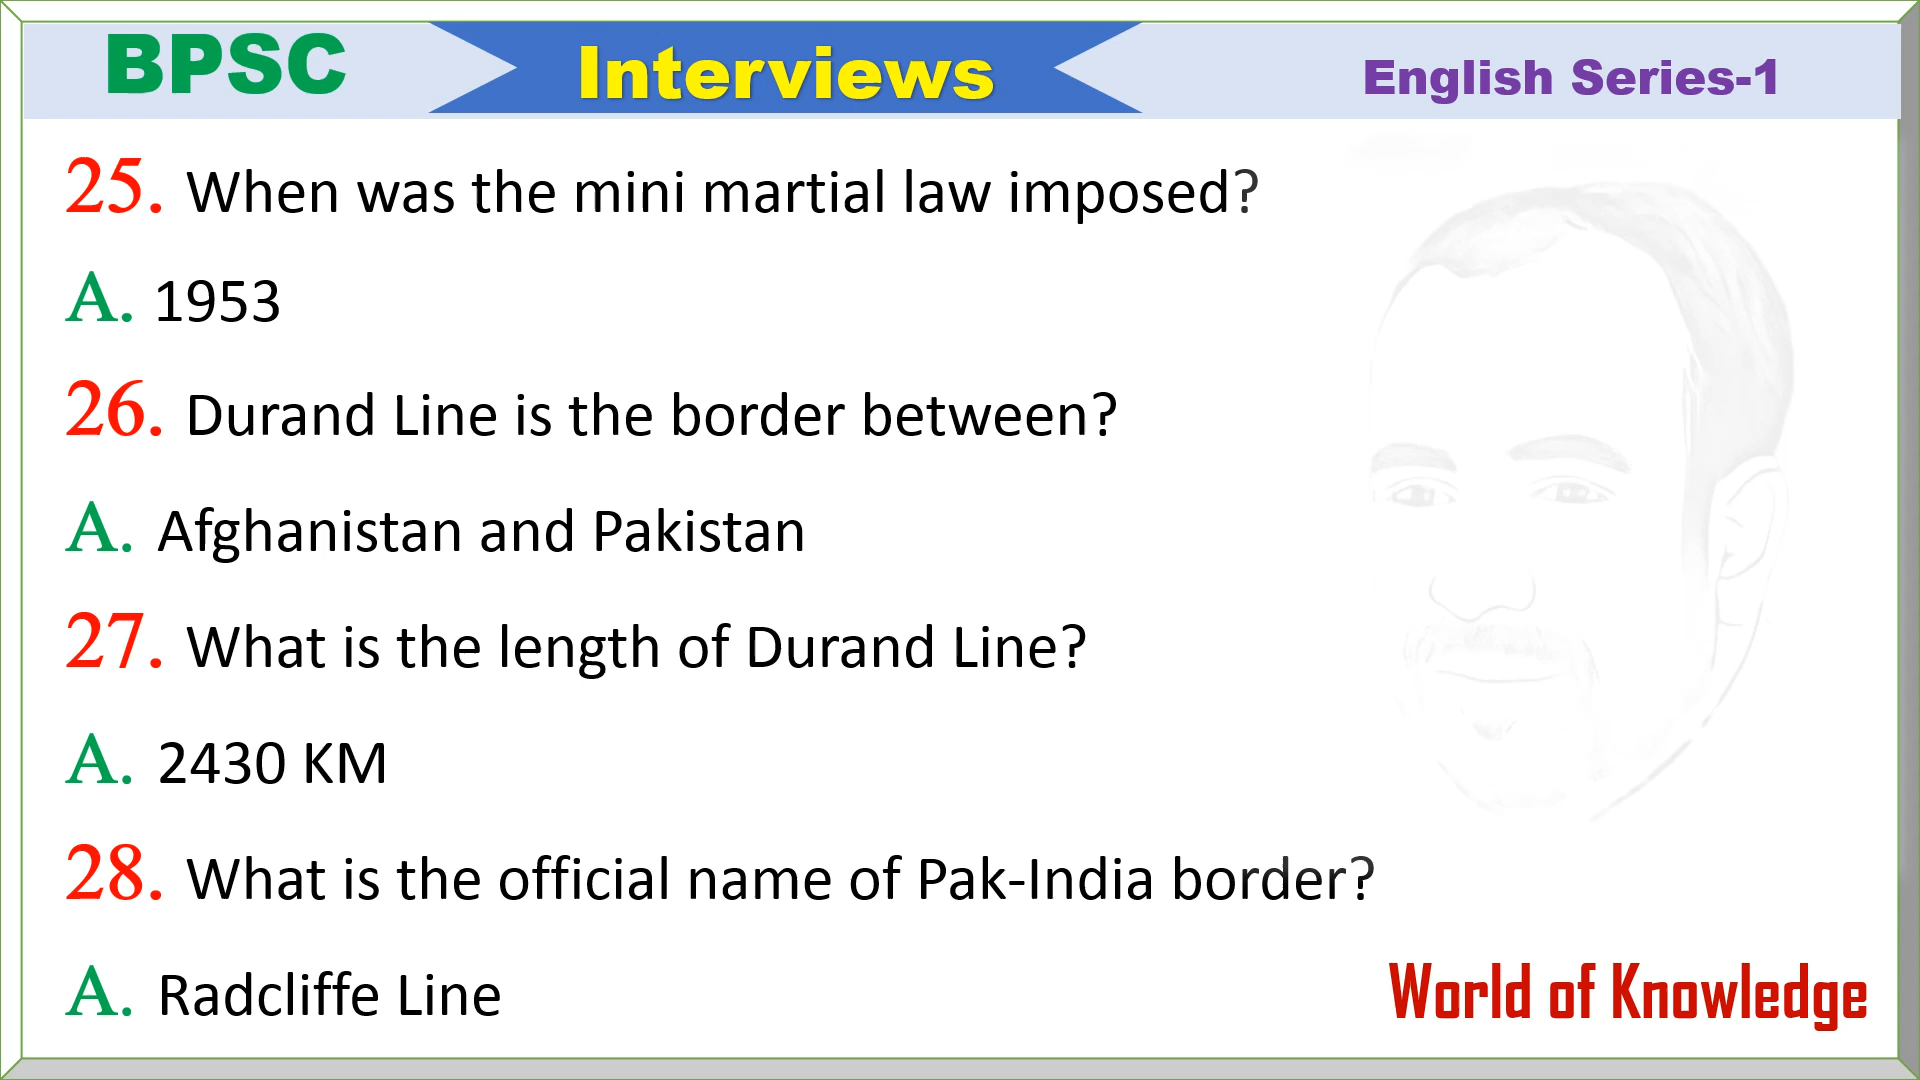 BPSC
Interviews
English Series-1
25. When was the mini martial law imposed?
A. 1953
26. Durand Line is the border between?
A. Afghanistan and Pakistan
27. What is the length of Durand Line?
A. 2430 KM
28. What is the official name of Pak-India border?
A. Radcliffe Line
World of Knowledge